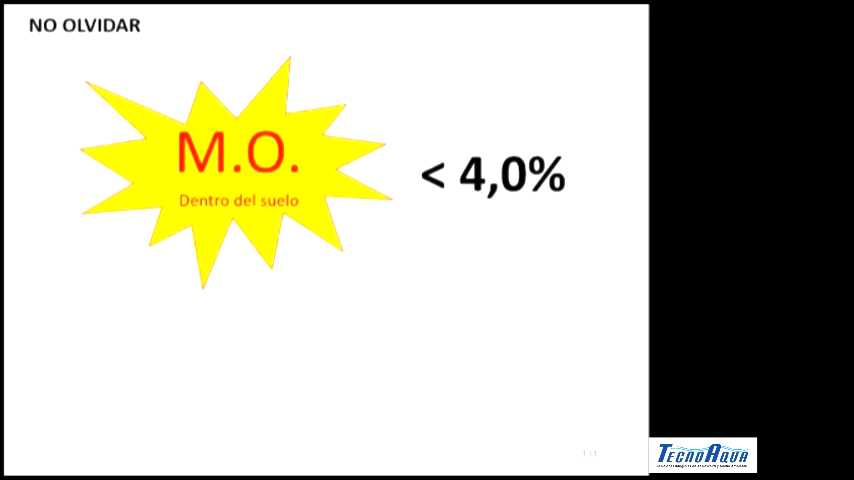 NO OLVIDAR
M.O.
Dentro del suelo
< 4,0%
TECNOAQUA